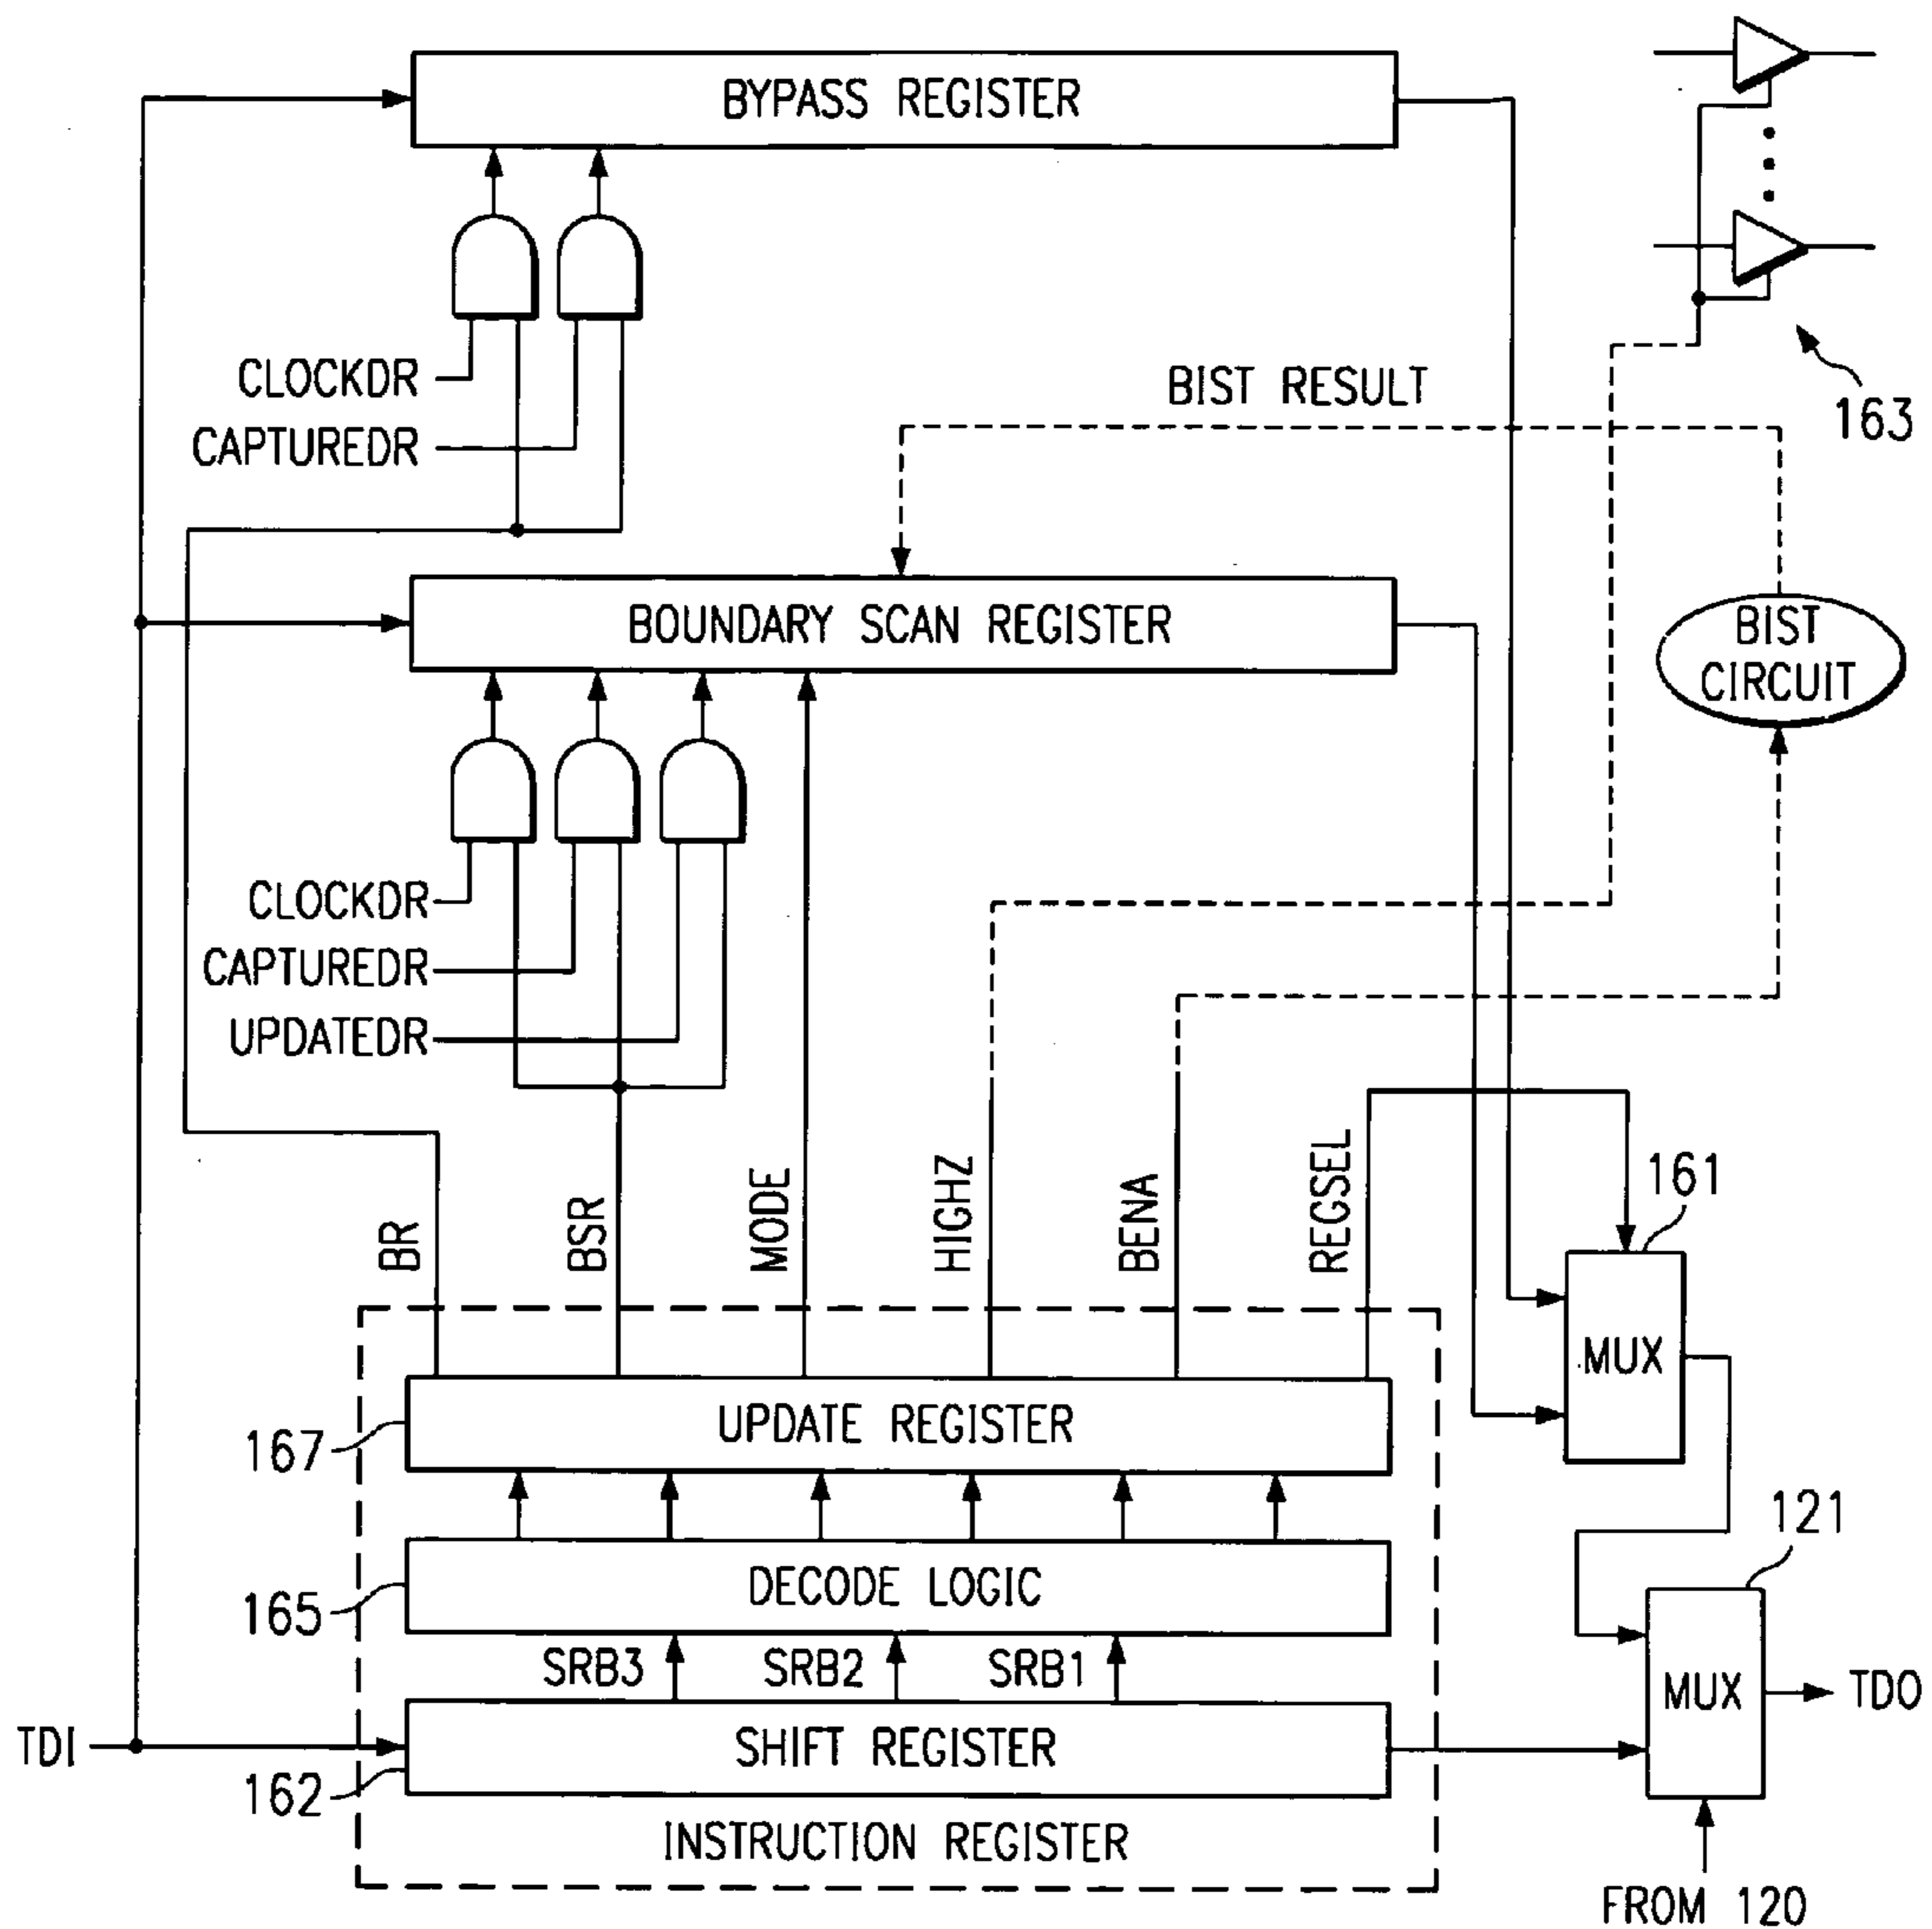 BYPASS REGISTER
CLOCKDR
CAPTUREDR
BIST RESULT
163
BOUNDARY SCAN REGISTER
BIST
CIRCUIT
CLOCKDR
CAPTUREDR
UPDATEDR
BR
BSR
MODE
HIGHZ
BENA
REGSEL
161
MUX
UPDATE REGISTER
167
121
DECODE LOGIC
165
SRB3
SRB2
SRB1
MUX
TDO
TDI
SHIFT REGISTER
162
INSTRUCTION REGISTER
FROM 120